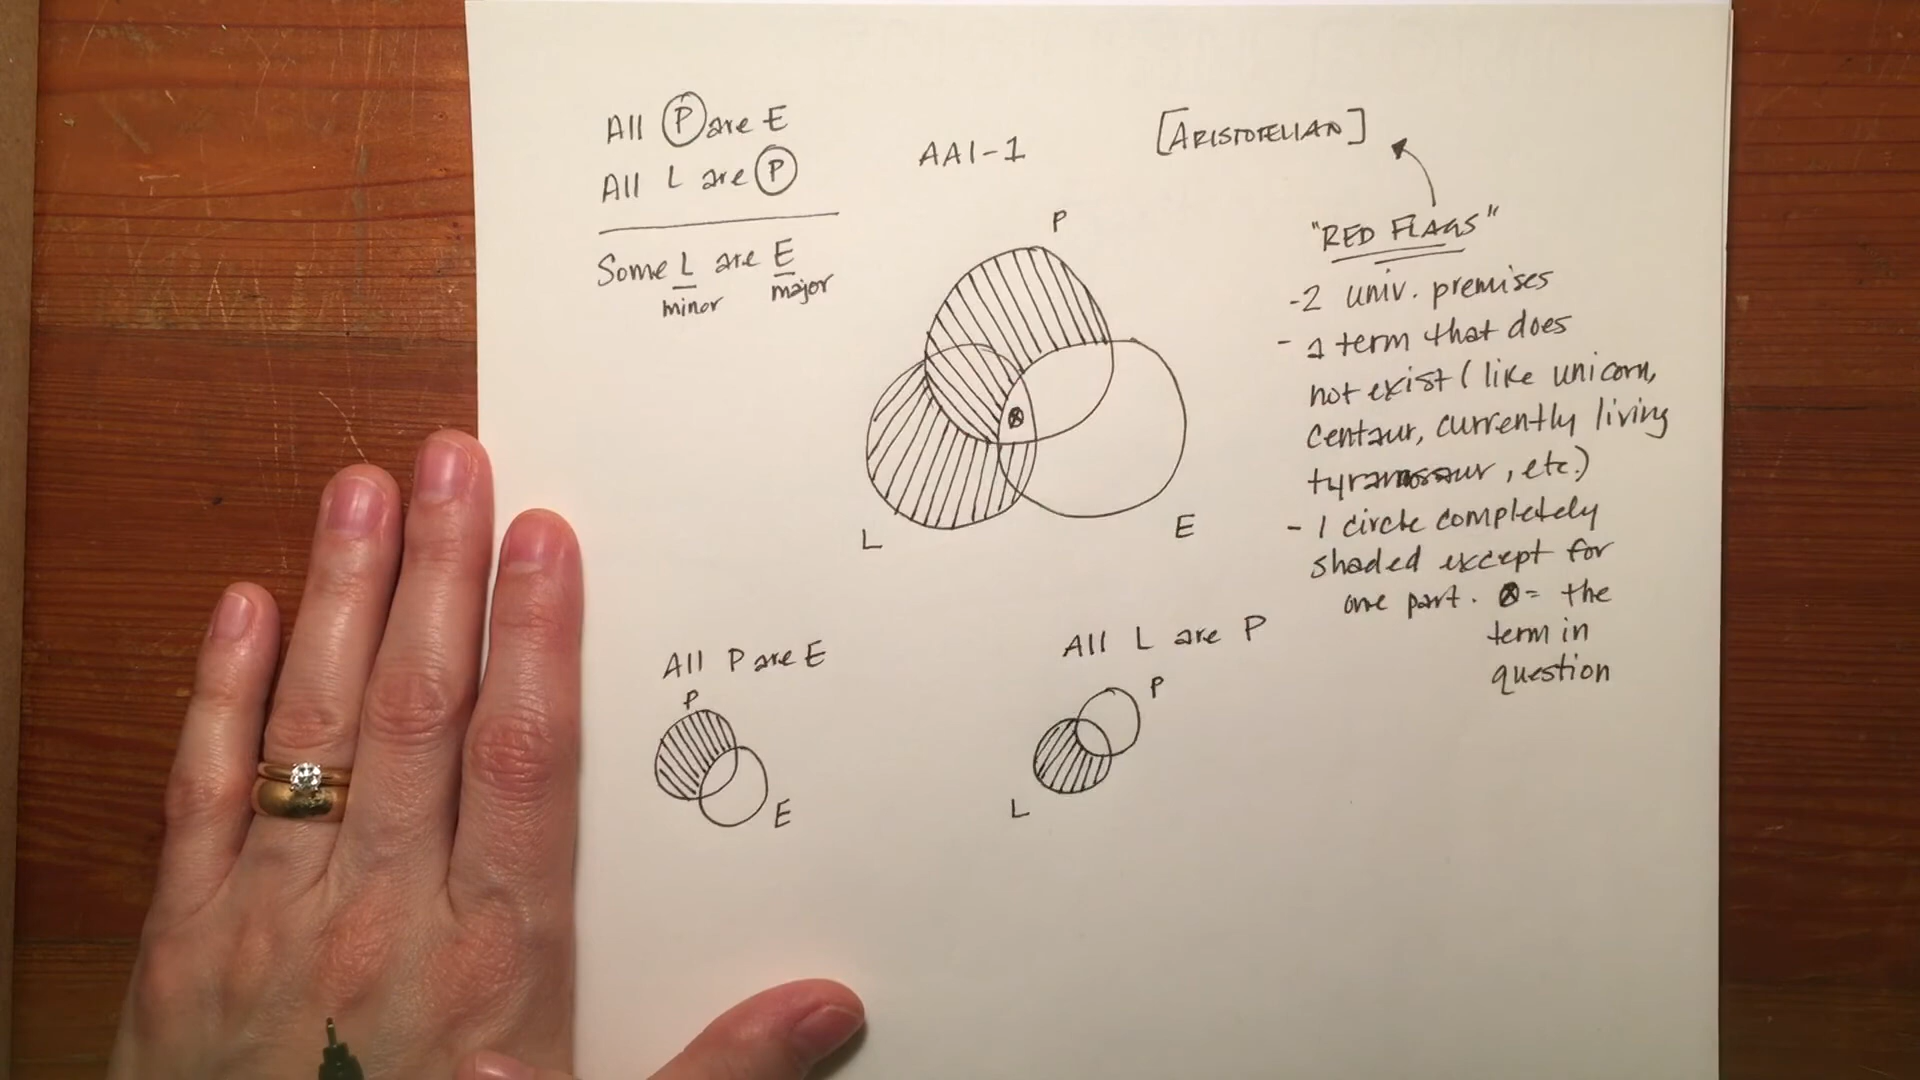 All P are E
All L are P
Some L are E
minor major
AAI-1
[ARISTOTELIAN]
"RED FLAGS"
-2 univ. premises
- a term that does
not exist (like unicorn,
centaur, currently living
tyrannosaur, etc.)
- 1 circle completely
shaded except for
one part. ⊗ = the
term in
question
P
L
E
All P are E
P
E
All L are P
P
L